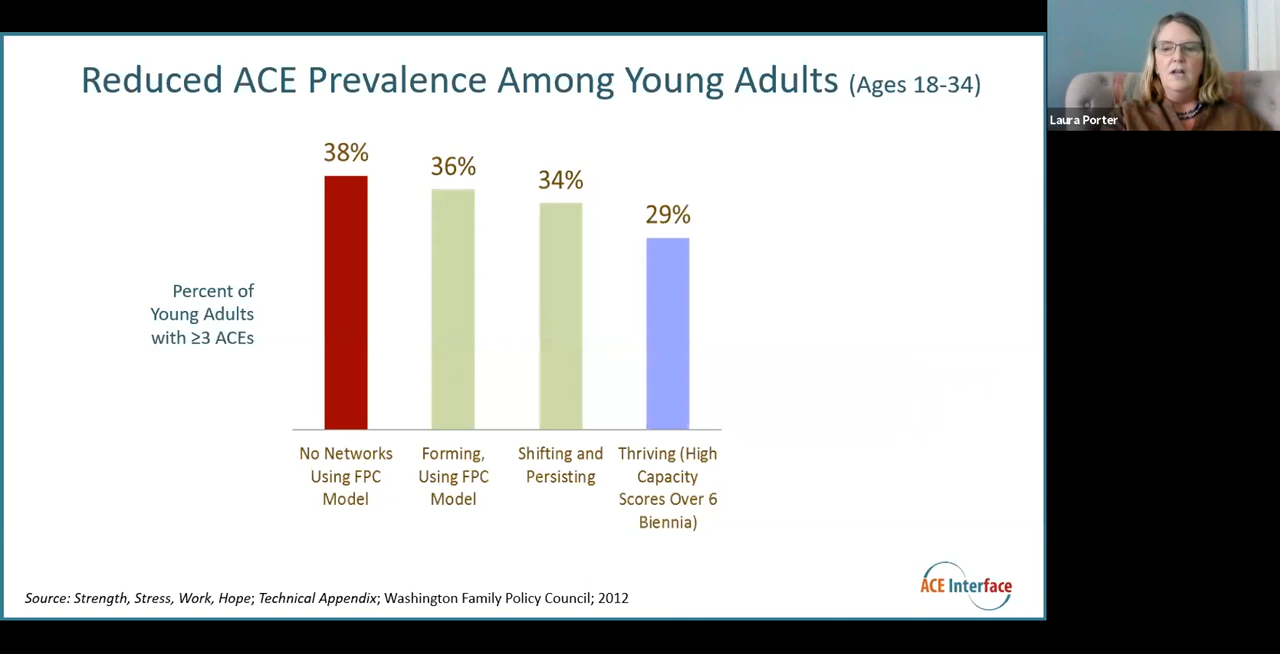 Reduced ACE Prevalence Among Young Adults (Ages 18-34)
Laura Porter
38%
36%
34%
29%
Percent of
Young Adults
with ≥3 ACEs
No Networks
Using FPC
Model
Forming,
Using FPC
Model
Shifting and
Persisting
Thriving (High
Capacity
Scores Over 6
Biennia)
Source: Strength, Stress, Work, Hope; Technical Appendix; Washington Family Policy Council; 2012
ACE Interface